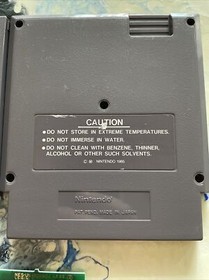 CAUTION
• DO NOT STORE IN EXTREME TEMPERATURES.
• DO NOT IMMERSE IN WATER.
• DO NOT CLEAN WITH BENZENE, THINNER,
ALCOHOL OR OTHER SUCH SOLVENTS.
© ® NINTENDO 1985
Nintendo
MADE IN JAPAN